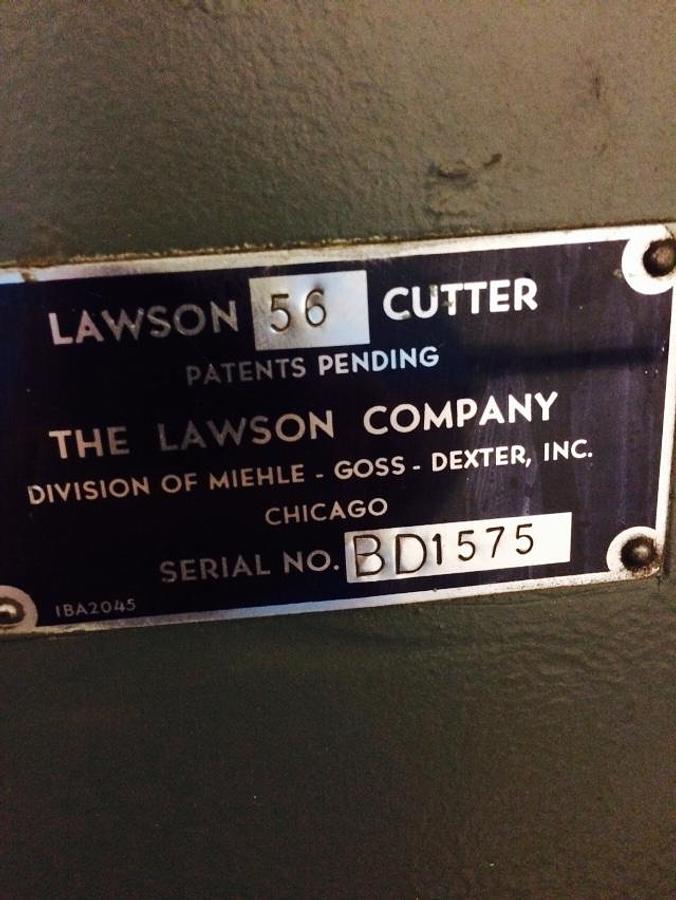 LAWSON 56 CUTTER
PATENTS PENDING
THE LAWSON COMPANY
DIVISION OF MIEHLE - GOSS - DEXTER, INC.
CHICAGO
SERIAL NO. BD1575
IBA2045